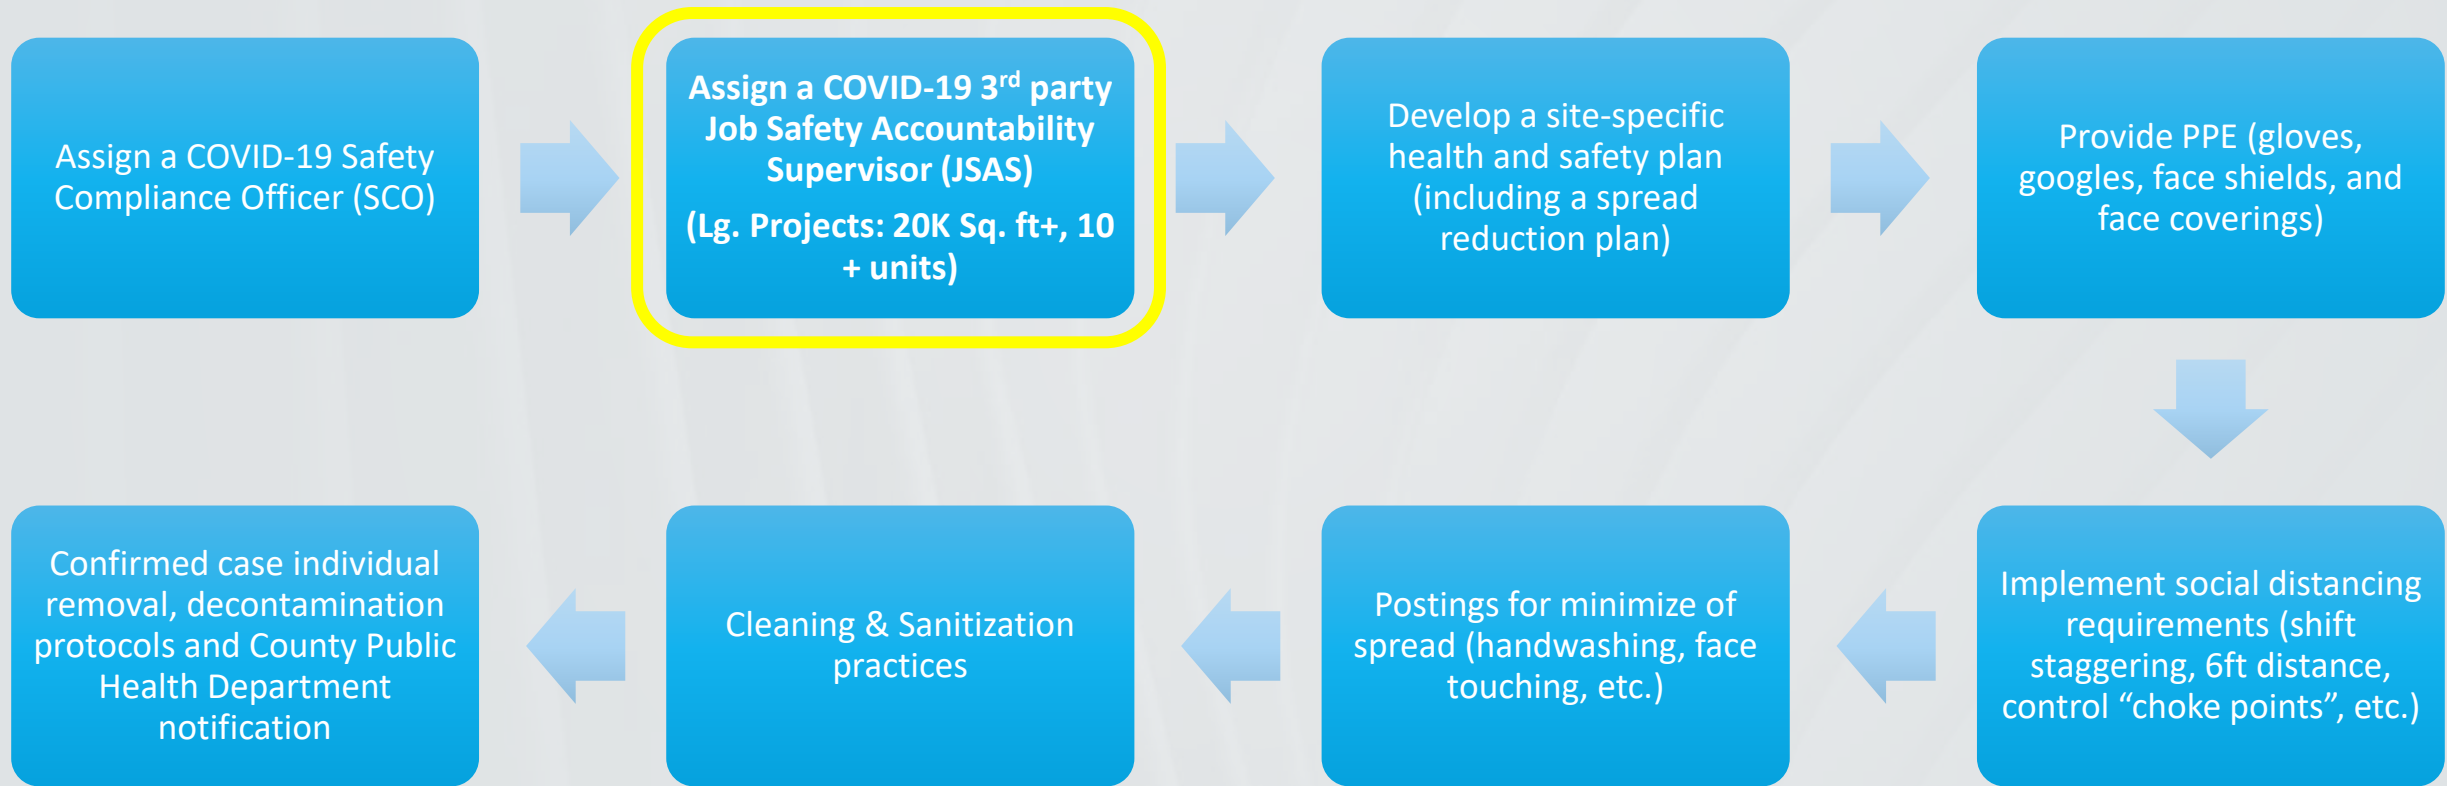 Assign a COVID-19 Safety
Compliance Officer (SCO)
Assign a COVID-19 3rd party
Job Safety Accountability
Supervisor (JSAS)
(Lg. Projects: 20K Sq. ft+, 10
+ units)
Develop a site-specific
health and safety plan
(including a spread
reduction plan)
Provide PPE (gloves,
googles, face shields, and
face coverings)
Implement social distancing
requirements (shift
staggering, 6ft distance,
control “choke points”, etc.)
Postings for minimize of
spread (handwashing, face
touching, etc.)
Cleaning & Sanitization
practices
Confirmed case individual
removal, decontamination
protocols and County Public
Health Department
notification